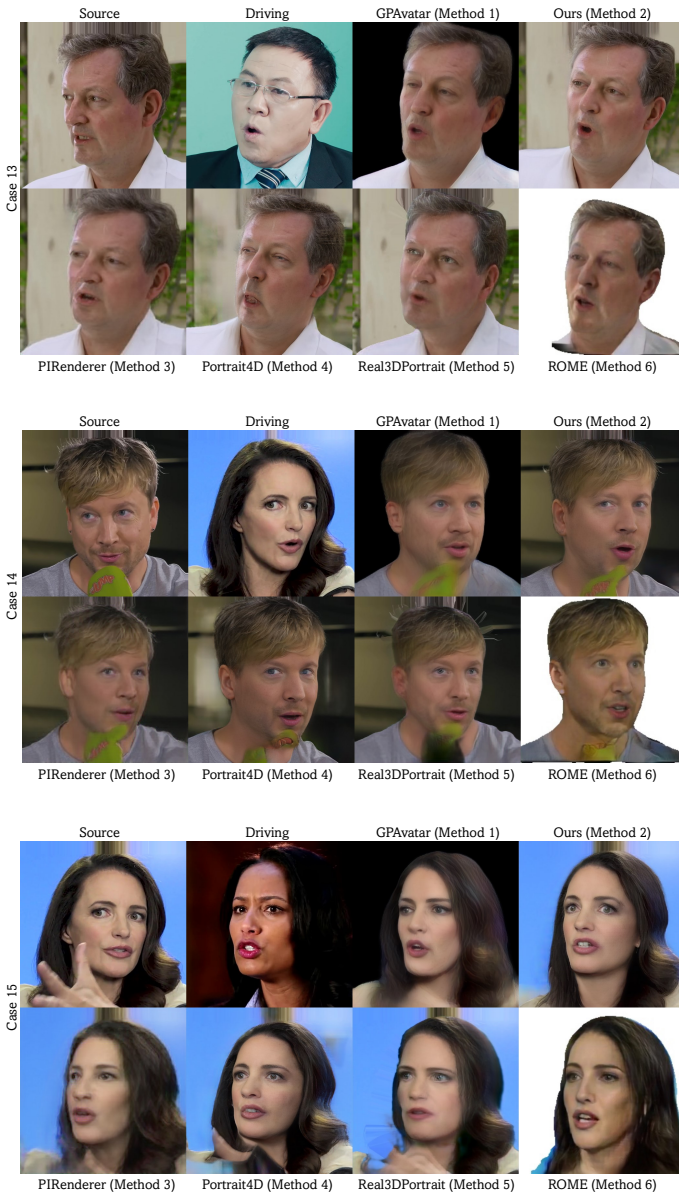 Source Driving GPAvatar (Method 1) Ours (Method 2)
Case 13
PIRenderer (Method 3) Portrait4D (Method 4) Real3DPortrait (Method 5) ROME (Method 6)
Source Driving GPAvatar (Method 1) Ours (Method 2)
Case 14
PIRenderer (Method 3) Portrait4D (Method 4) Real3DPortrait (Method 5) ROME (Method 6)
Source Driving GPAvatar (Method 1) Ours (Method 2)
Case 15
PIRenderer (Method 3) Portrait4D (Method 4) Real3DPortrait (Method 5) ROME (Method 6)